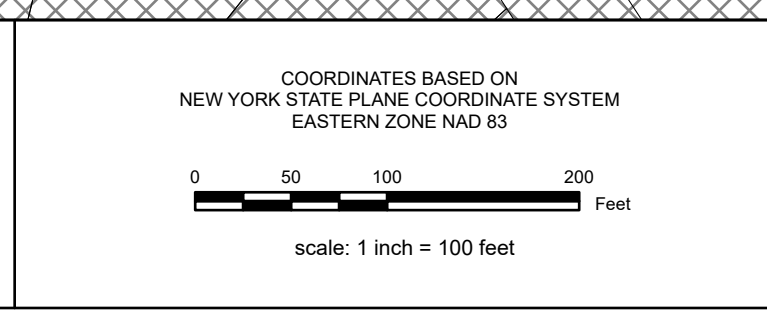 COORDINATES BASED ON
NEW YORK STATE PLANE COORDINATE SYSTEM
EASTERN ZONE NAD 83
0 50 100 200
Feet
scale: 1 inch = 100 feet